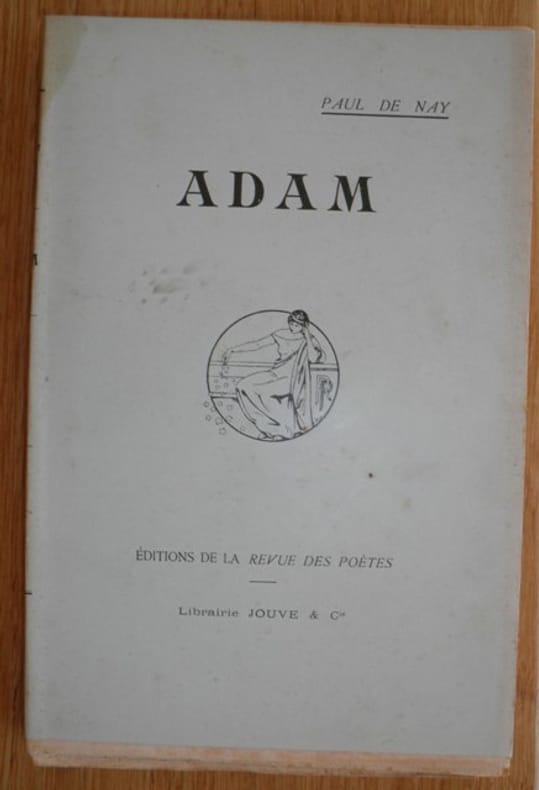 PAUL DE NAY
ADAM
ÉDITIONS DE LA REVUE DES POÈTES
Librairie JOUVE & Cie